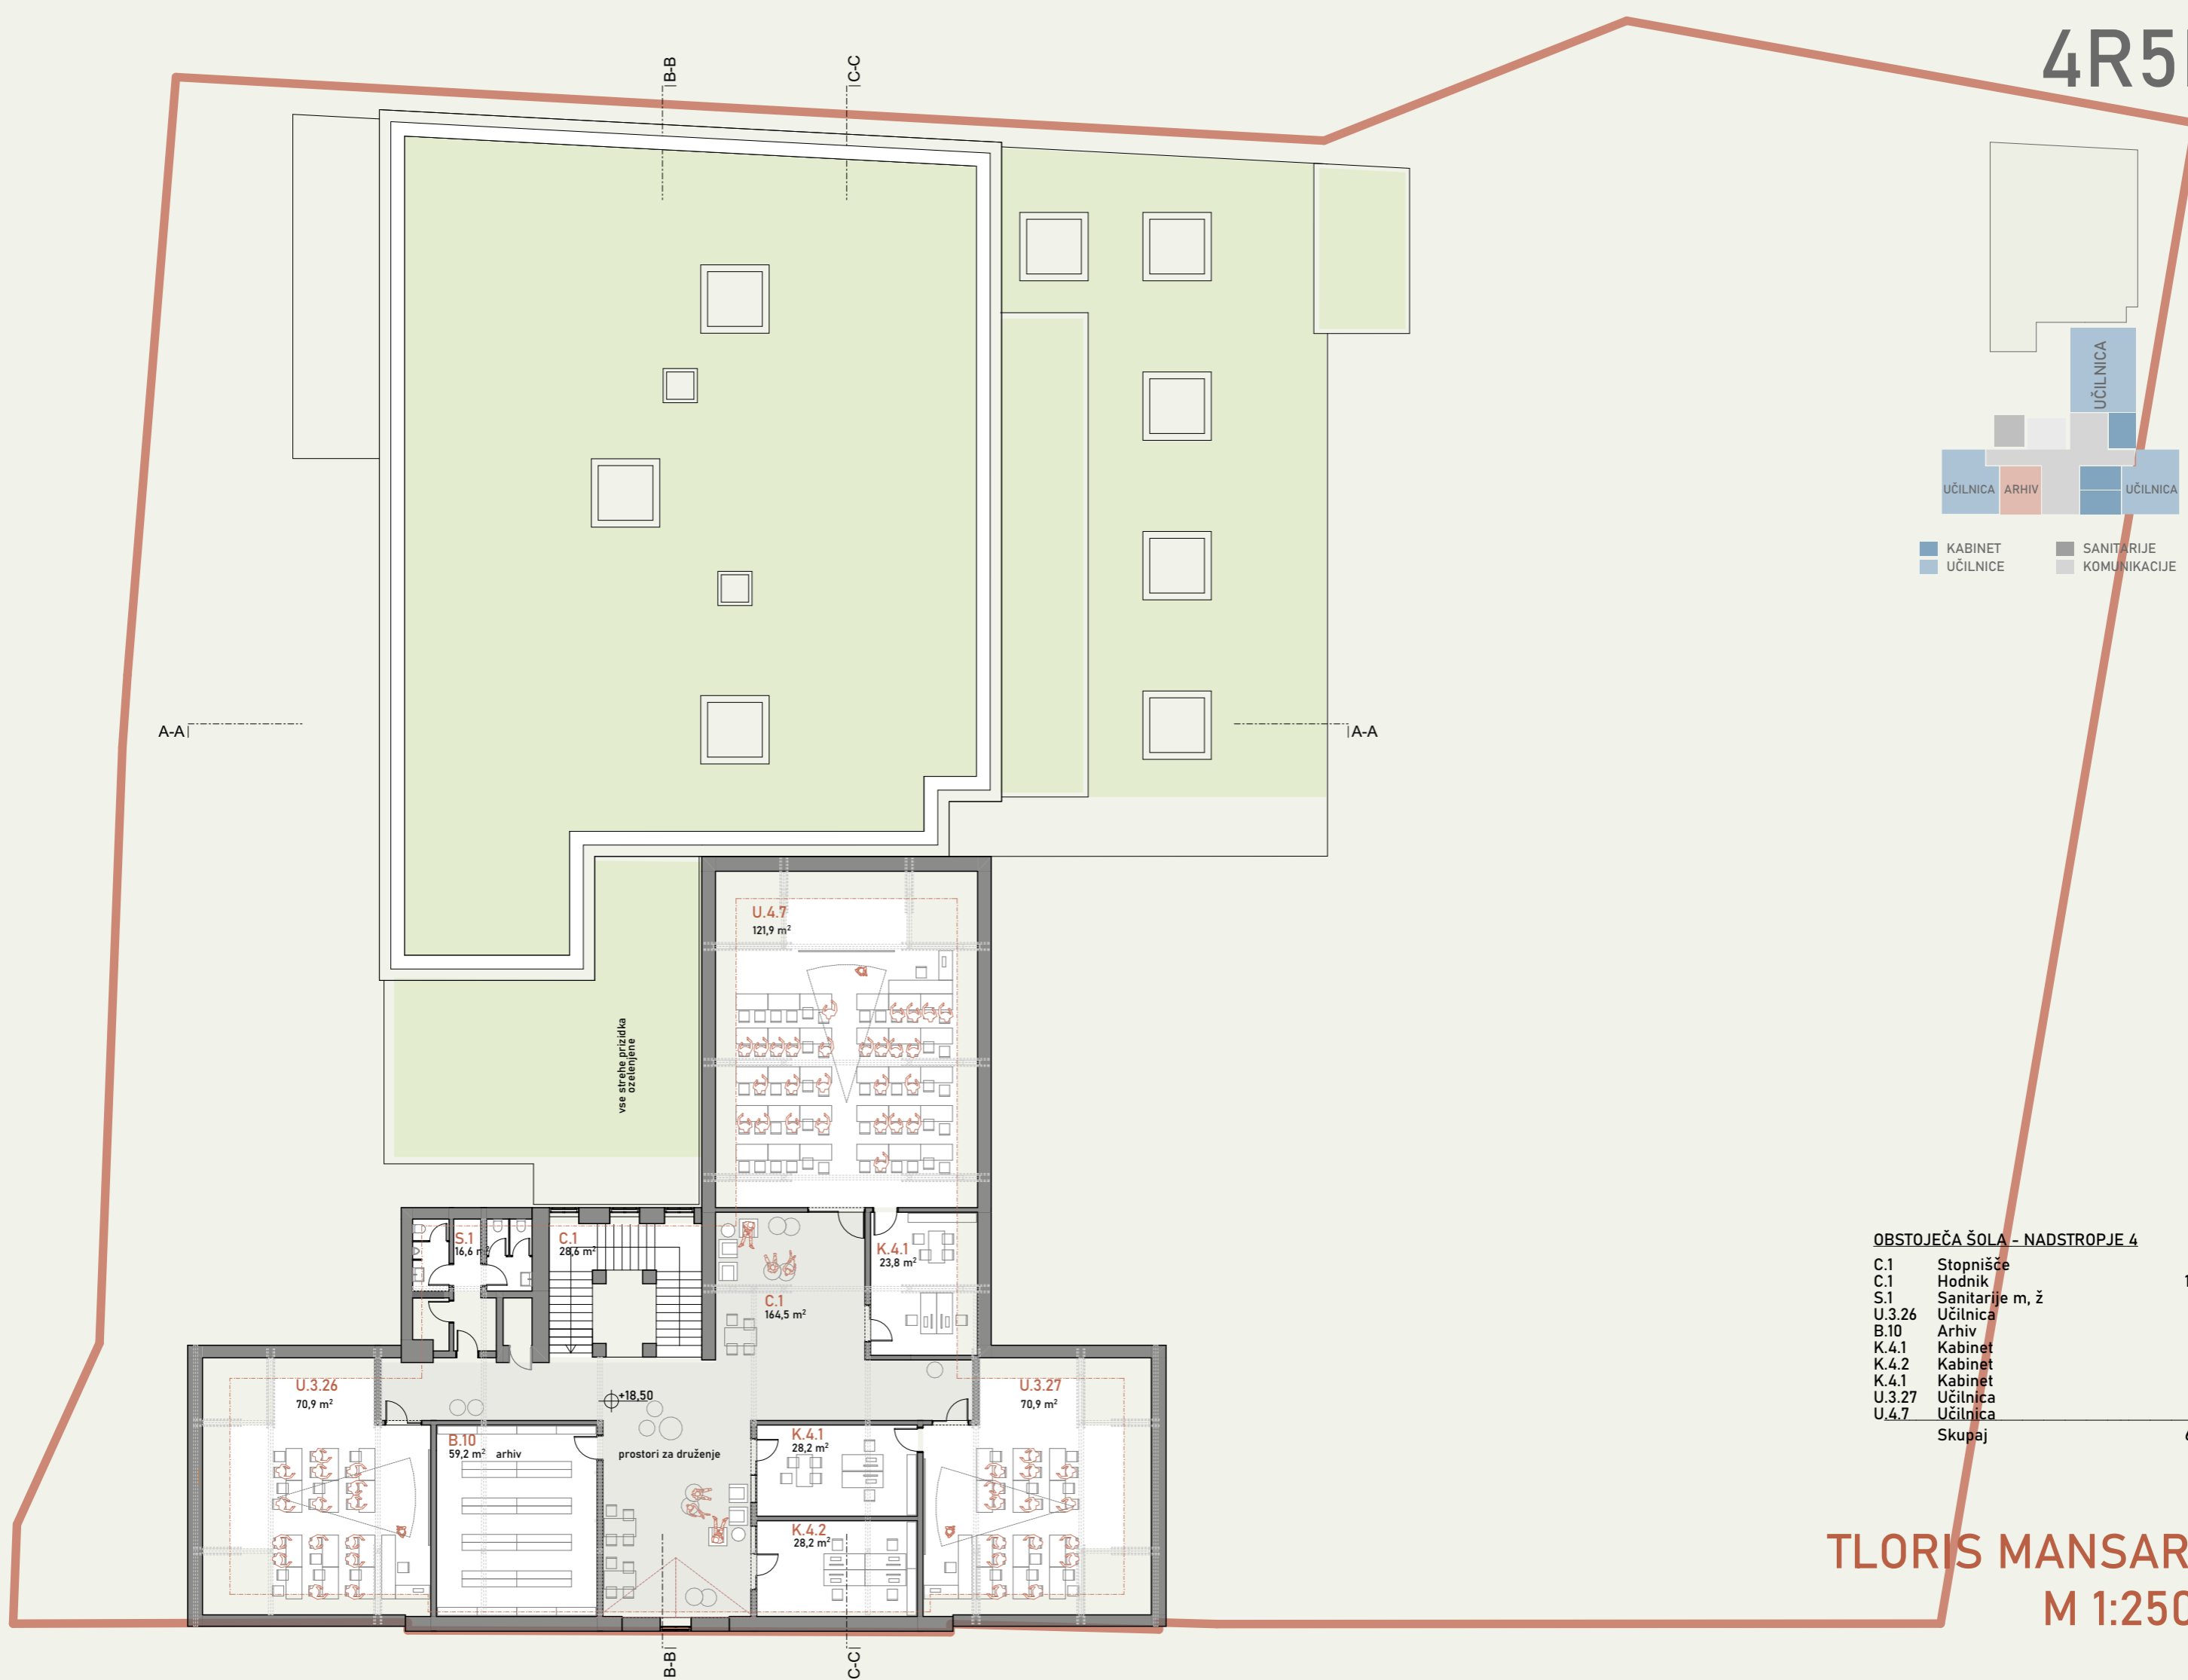 B-B
C-C
4R5
UČILNICA
UČILNICA
ARHIV
UČILNICA
KABINET
SANITARIJE
UČILNICE
KOMUNIKACIJE
A-A
A-A
U.4.7
121,9 m²
vse strehe prizidka
ozelenjene
S.1
16,6 m²
C.1
28,6 m²
K.4.1
23,8 m²
C.1
164,5 m²
U.3.26
70,9 m²
+18,50
U.3.27
70,9 m²
B.10
59,2 m² arhiv
prostori za druženje
K.4.1
28,2 m²
K.4.2
28,2 m²
B-B
C-C
OBSTOJEČA ŠOLA - NADSTROPJE 4
C.1 Stopnišče
C.1 Hodnik 1
S.1 Sanitarije m, ž
U.3.26 Učilnica
B.10 Arhiv
K.4.1 Kabinet
K.4.2 Kabinet
K.4.1 Kabinet
U.3.27 Učilnica
U.4.7 Učilnica
Skupaj 6
TLORIS MANSAR
M 1:250